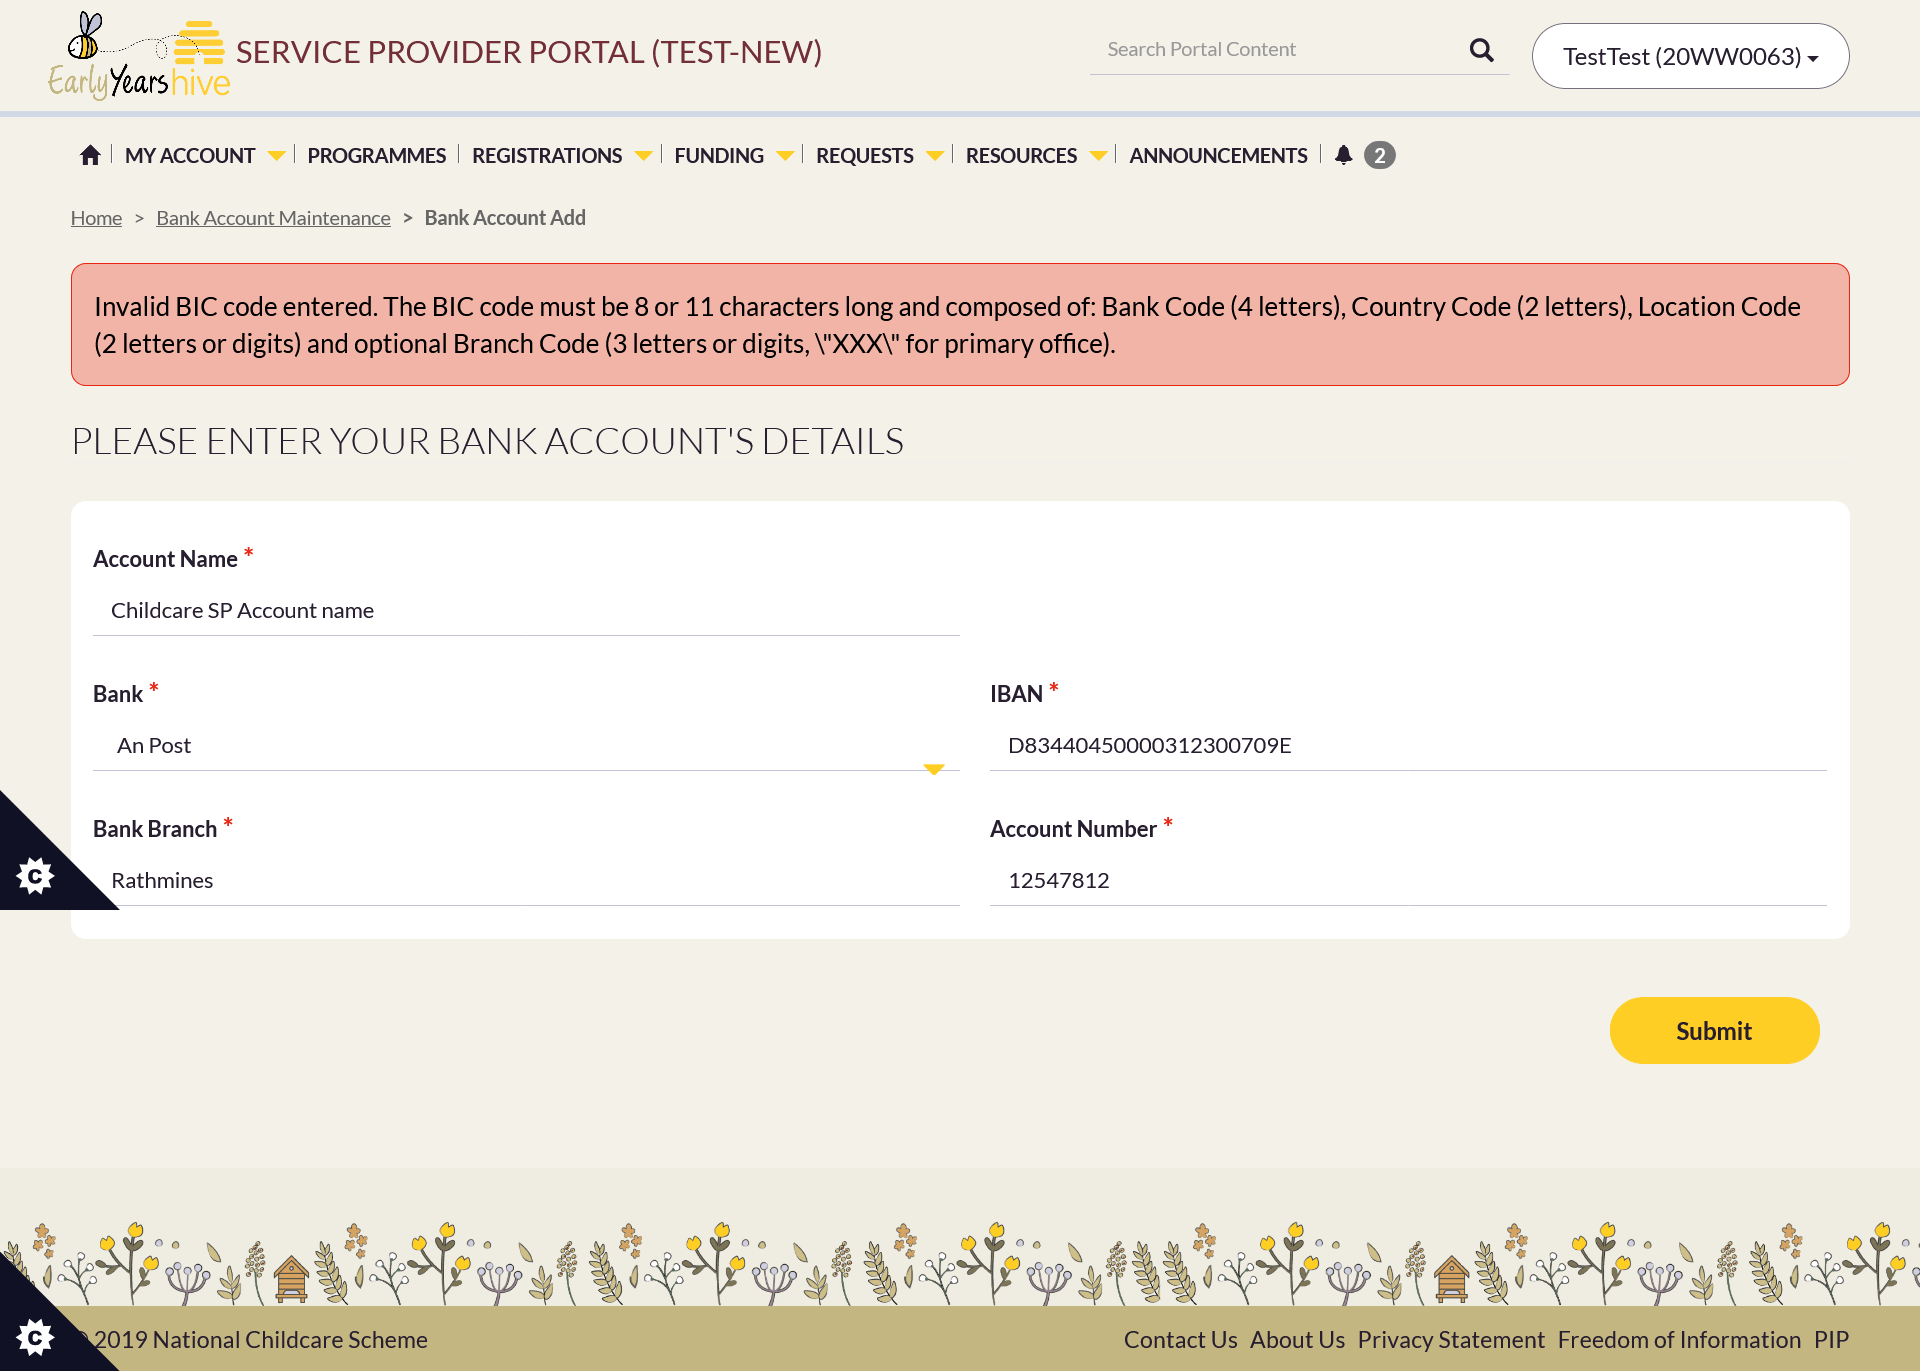 Early Years hive
SERVICE PROVIDER PORTAL (TEST-NEW)
Search Portal Content
TestTest (20WW0063)
MY ACCOUNT PROGRAMMES REGISTRATIONS FUNDING REQUESTS RESOURCES ANNOUNCEMENTS 2
Home > Bank Account Maintenance > Bank Account Add
Invalid BIC code entered. The BIC code must be 8 or 11 characters long and composed of: Bank Code (4 letters), Country Code (2 letters), Location Code
(2 letters or digits) and optional Branch Code (3 letters or digits, \"XXX\" for primary office).
PLEASE ENTER YOUR BANK ACCOUNT'S DETAILS
Account Name *
Childcare SP Account name
Bank *
An Post
IBAN *
D83440450000312300709E
Bank Branch *
Rathmines
Account Number *
12547812
C
Submit
C
2019 National Childcare Scheme
Contact Us About Us Privacy Statement Freedom of Information PIP